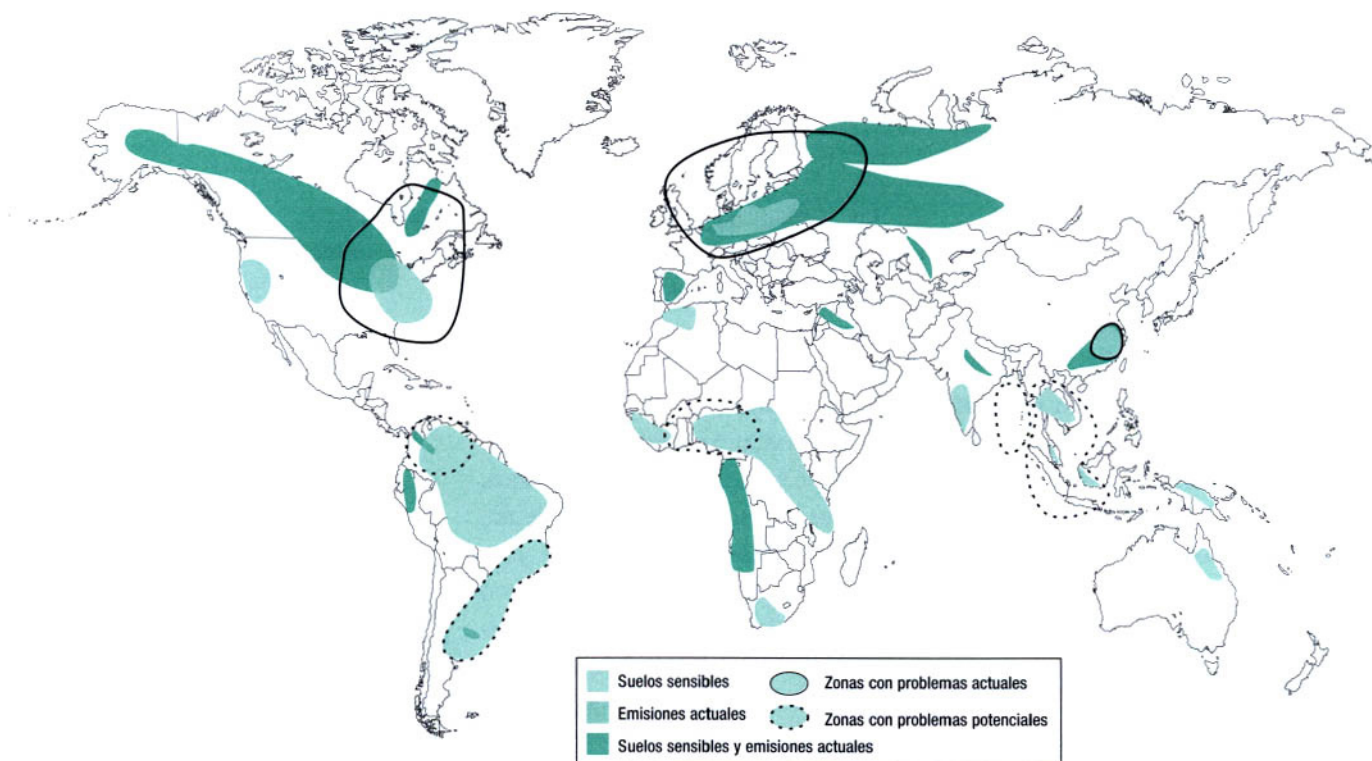 Suelos sensibles
Emisiones actuales
Suelos sensibles y emisiones actuales
Zonas con problemas actuales
Zonas con problemas potenciales